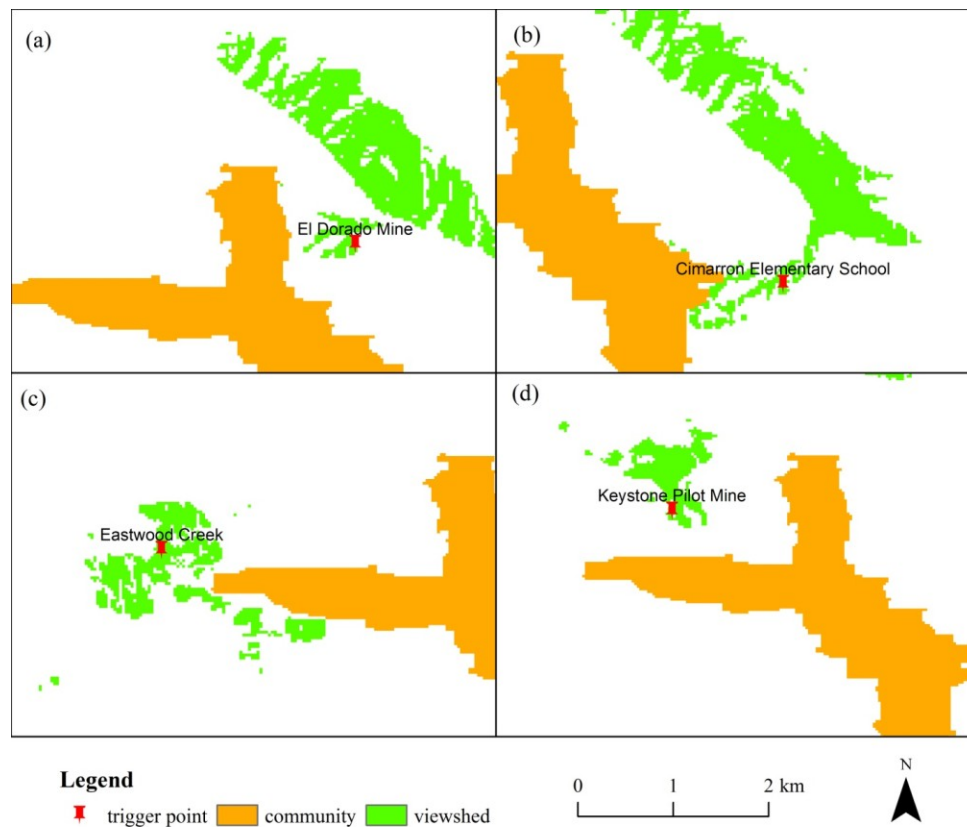 (a)
El Dorado Mine
(b)
Cimarron Elementary School
(c)
Eastwood Creek
(d)
Keystone Pilot Mine
Legend
trigger point community viewshed
0 1 2 km
N